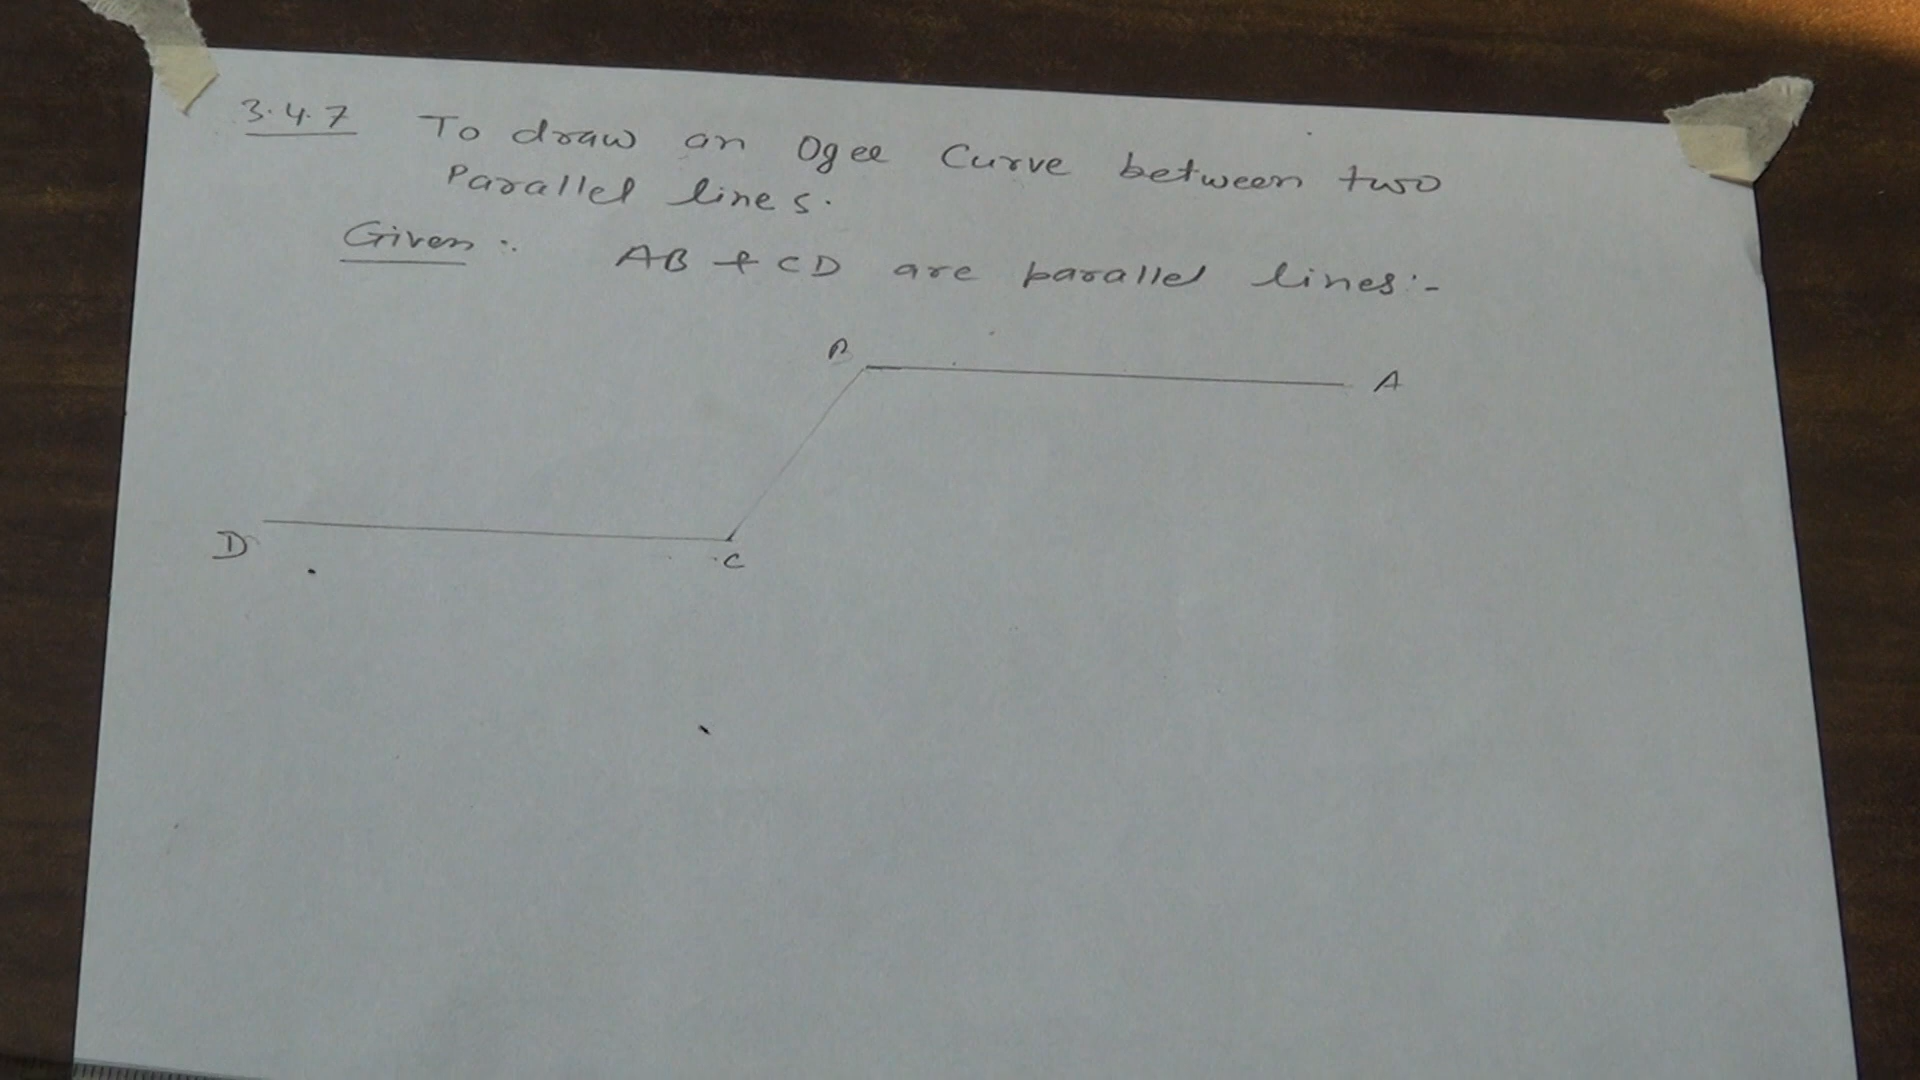 3.4.7 To draw an Ogee Curve between two
Parallel lines.
Given :. AB & CD are parallel lines:-
B
A
D
C